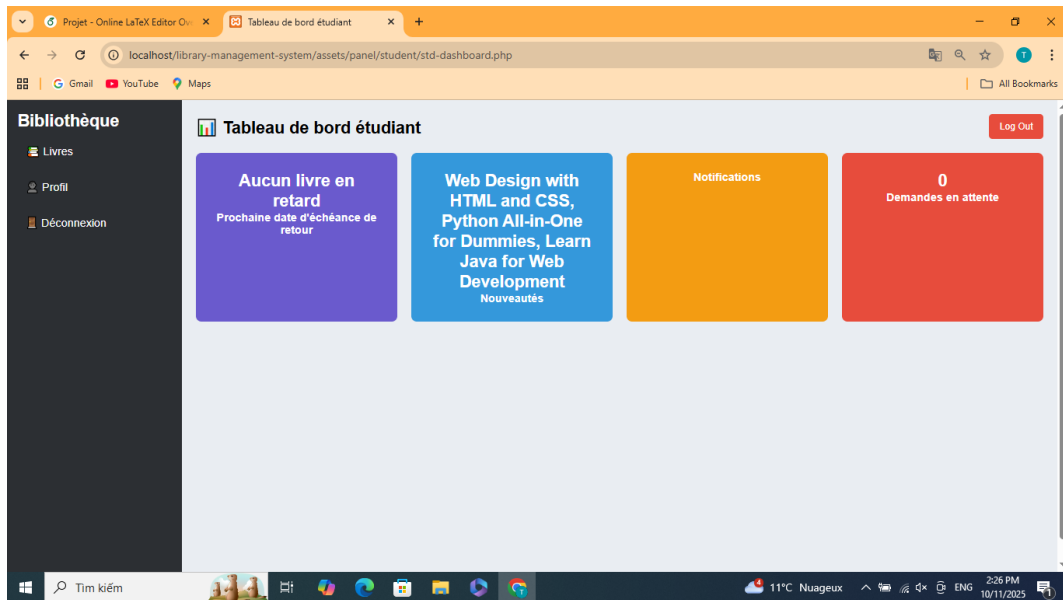 Projet - Online LaTeX Editor Ov
Tableau de bord étudiant
localhost/library-management-system/assets/panel/student/std-dashboard.php
T
Gmail
YouTube
Maps
All Bookmarks
Bibliothèque
Livres
Profil
Déconnexion
Tableau de bord étudiant
Log Out
Aucun livre en
retard
Prochaine date d'échéance de
retour
Web Design with
HTML and CSS,
Python All-in-One
for Dummies, Learn
Java for Web
Development
Nouveautés
Notifications
0
Demandes en attente
Tìm kiếm
11°C Nuageux
ENG
2:26 PM
10/11/2025